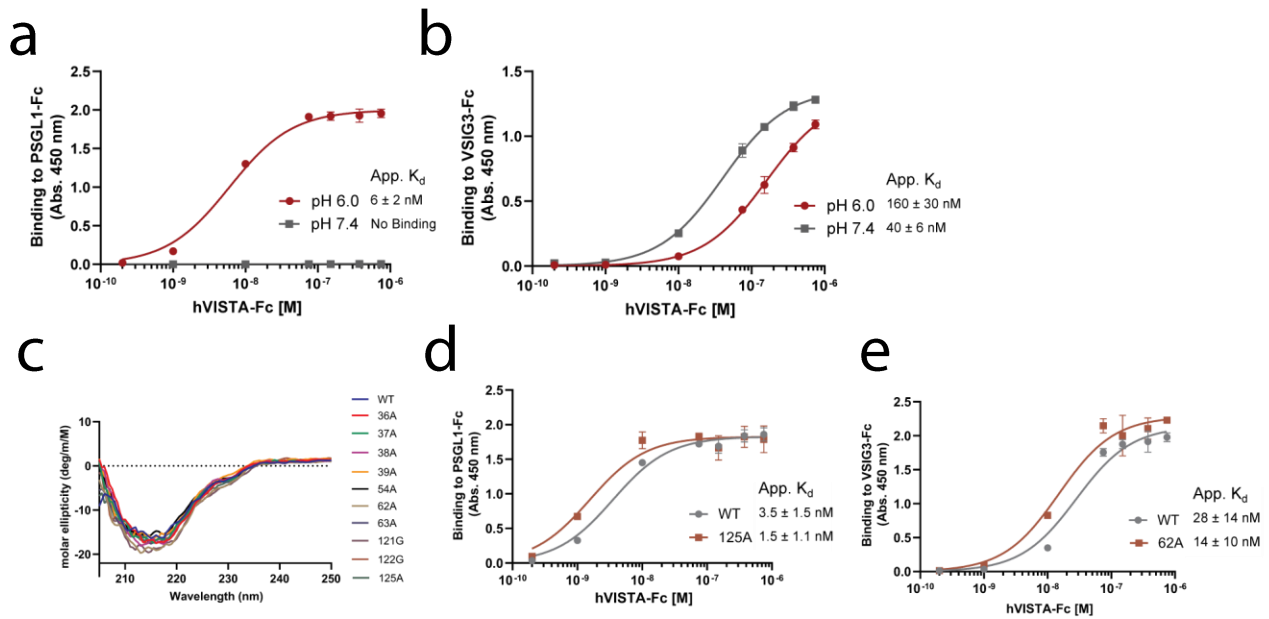 a
2.5
2.0
1.5
1.0
0.5
0.0
Binding to PSGL1-Fc
(Abs. 450 nm)
App. Kd
pH 6.0 6 ± 2 nM
pH 7.4 No Binding
10-10 10-9 10-8 10-7 10-6
hVISTA-Fc [M]
b
1.5
1.0
0.5
0.0
Binding to VSIG3-Fc
(Abs. 450 nm)
App. Kd
pH 6.0 160 ± 30 nM
pH 7.4 40 ± 6 nM
10-10 10-9 10-8 10-7 10-6
hVISTA-Fc [M]
c
10
0
-10
-20
molar ellipticity (deg/m/M)
210 220 230 240 250
Wavelength (nm)
WT
36A
37A
38A
39A
54A
62A
63A
121G
122G
125A
d
2.5
2.0
1.5
1.0
0.5
0.0
Binding to PSGL1-Fc
(Abs. 450 nm)
App. Kd
WT 3.5 ± 1.5 nM
125A 1.5 ± 1.1 nM
10-10 10-9 10-8 10-7 10-6
hVISTA-Fc [M]
e
2.5
2.0
1.5
1.0
0.5
0.0
Binding to VSIG3-Fc
(Abs. 450 nm)
App. Kd
WT 28 ± 14 nM
62A 14 ± 10 nM
10-10 10-9 10-8 10-7 10-6
hVISTA-Fc [M]